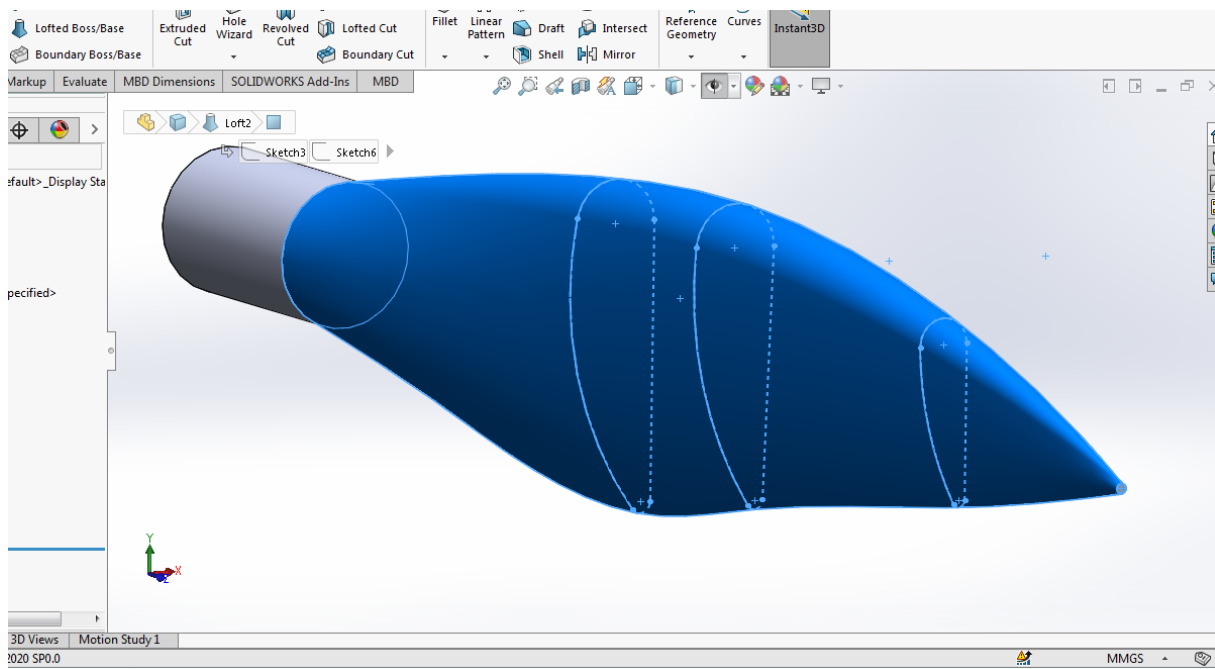 Lofted Boss/Base
Boundary Boss/Base
Extruded Cut
Hole Wizard
Revolved Cut
Lofted Cut
Boundary Cut
Fillet
Linear Pattern
Draft
Shell
Intersect
Mirror
Reference Geometry
Curves
Instant3D
Markup
Evaluate
MBD Dimensions
SOLIDWORKS Add-Ins
MBD
Loft2
Sketch3
Sketch6
efault>_Display Sta
pecified>
Y
X
Z
3D Views
Motion Study 1
2020 SP0.0
MMGS